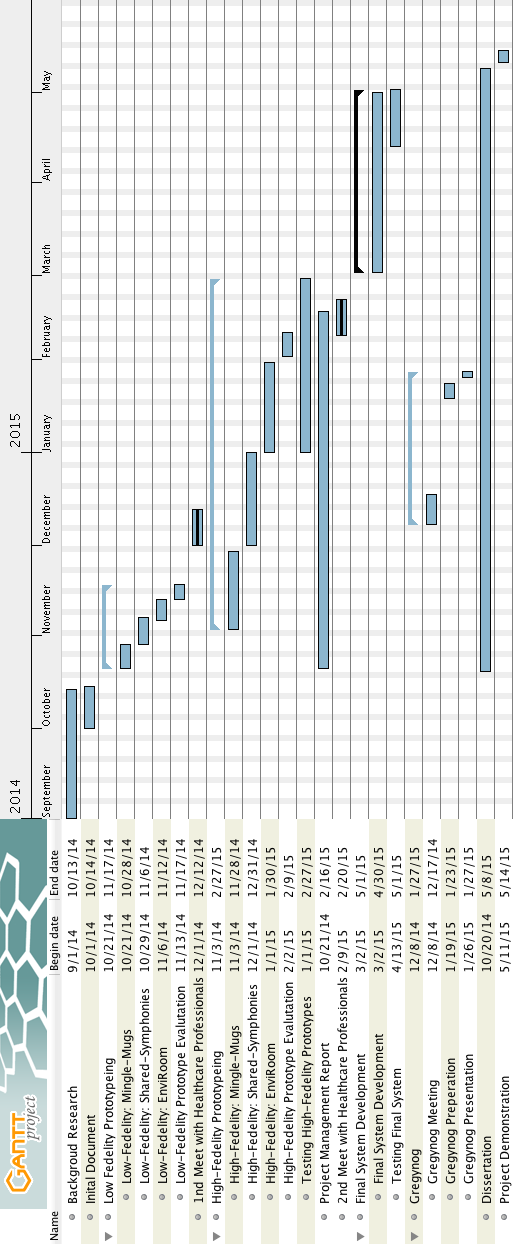 GANTT
project
2014
2015
Name
Begin date
End date
September
October
November
December
January
February
March
April
May
Backgroud Research 9/1/14 10/13/14
Inital Document 10/1/14 10/14/14
Low Fedelity Prototypeing 10/21/14 11/17/14
Low-Fedelity: Mingle-Mugs 10/21/14 10/28/14
Low-Fedelity: Shared-Symphonies 10/29/14 11/6/14
Low-Fedelity: EnviRoom 11/6/14 11/12/14
Low-Fedelity Prototype Evalutation 11/13/14 11/17/14
1nd Meet with Healthcare Professionals 12/1/14 12/12/14
High-Fedelity Prototypeing 11/3/14 2/27/15
High-Fedelity: Mingle-Mugs 11/3/14 11/28/14
High-Fedelity: Shared-Symphonies 12/1/14 12/31/14
High-Fedelity: EnviRoom 1/1/15 1/30/15
High-Fedelity Prototype Evalutation 2/2/15 2/9/15
Testing High-Fedelity Prototypes 1/1/15 2/27/15
Project Management Report 10/21/14 2/16/15
2nd Meet with Healthcare Professionals 2/9/15 2/20/15
Final System Development 3/2/15 5/1/15
Final System Development 3/2/15 4/30/15
Testing Final System 4/13/15 5/1/15
Gregynog 12/8/14 1/27/15
Gregynog Meeting 12/8/14 12/17/14
Gregynog Preperation 1/19/15 1/23/15
Gregynog Presentation 1/26/15 1/27/15
Dissertation 10/20/14 5/8/15
Project Demonstration 5/11/15 5/14/15